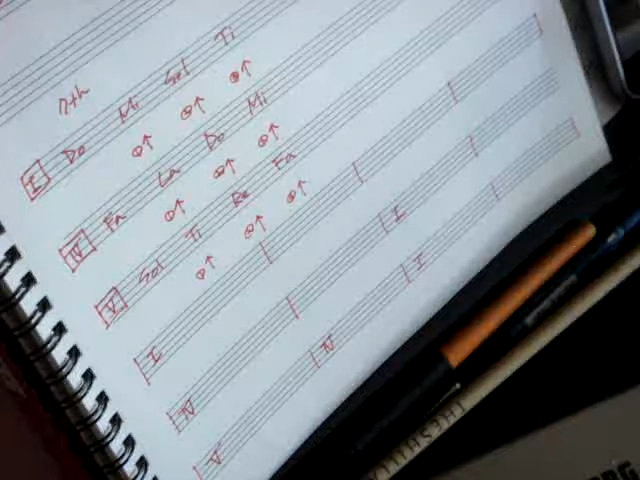 7th
I Do Mi Sol Ti
IV Fa La Do Mi
V Sol Ti Re Fa
I
IV I
V IV I